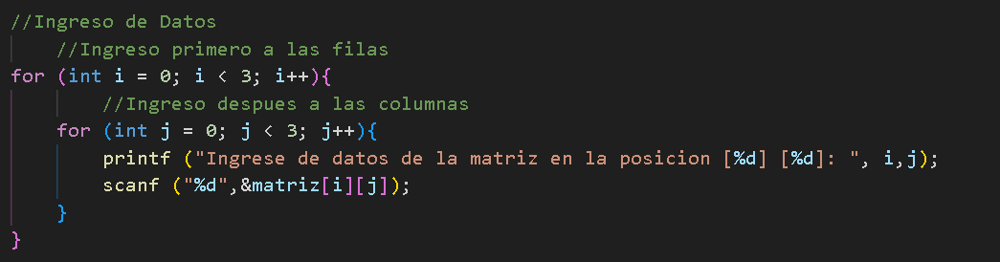 //Ingreso de Datos
//Ingreso primero a las filas
for (int i = 0; i < 3; i++){
//Ingreso despues a las columnas
for (int j = 0; j < 3; j++){
printf ("Ingrese de datos de la matriz en la posicion [%d] [%d]: ", i,j);
scanf ("%d",&matriz[i][j]);
}
}